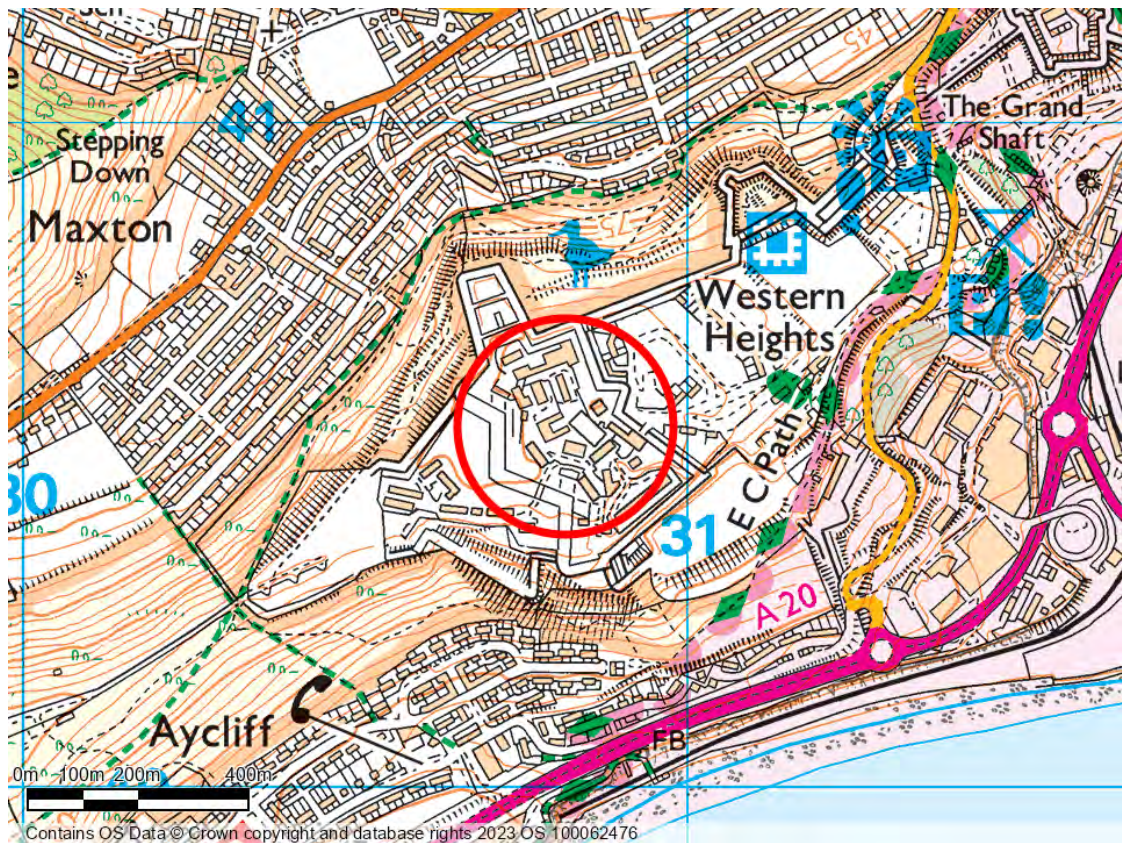 45
The Grand
Shaft
41
Stepping
Down
Maxton
75
Western
Heights
E C Path
30
31
A 20
Aycliff
FB
0m 100m 200m 400m
Contains OS Data © Crown copyright and database rights 2023 OS 100062476